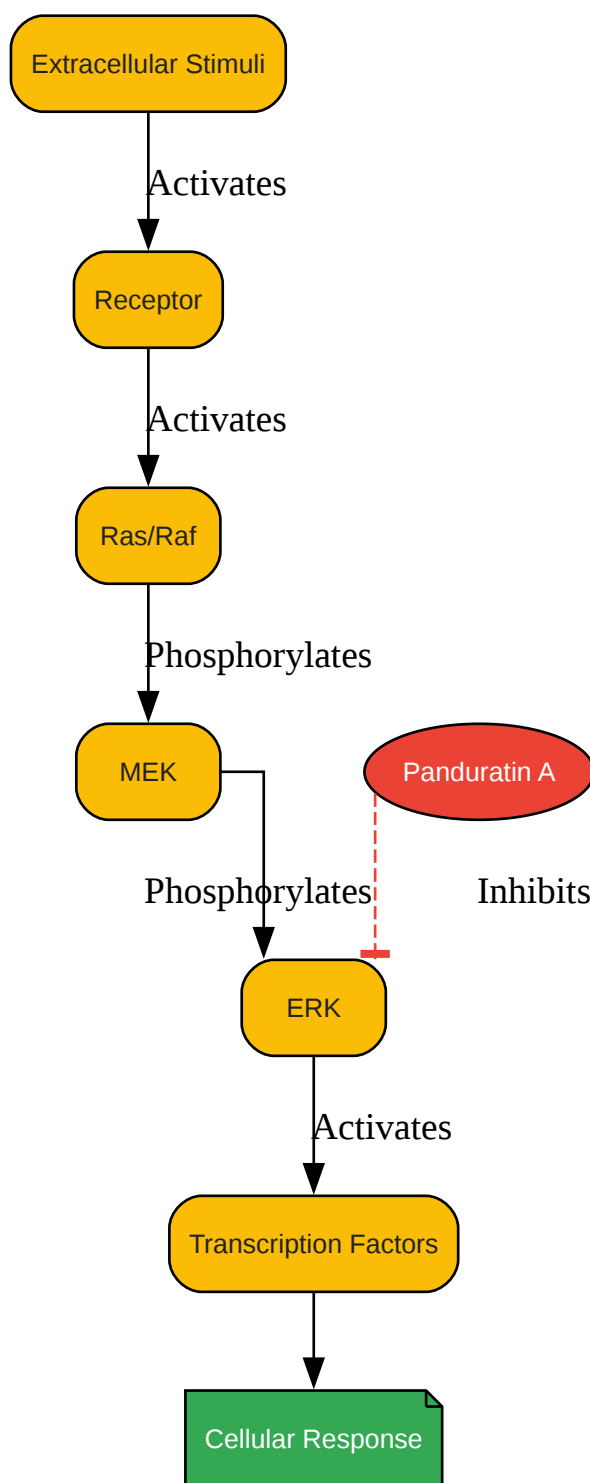 Extracellular Stimuli
Activates
Receptor
Activates
Ras/Raf
Phosphorylates
MEK
Panduratin A
Phosphorylates
Inhibits
ERK
Activates
Transcription Factors
Cellular Response